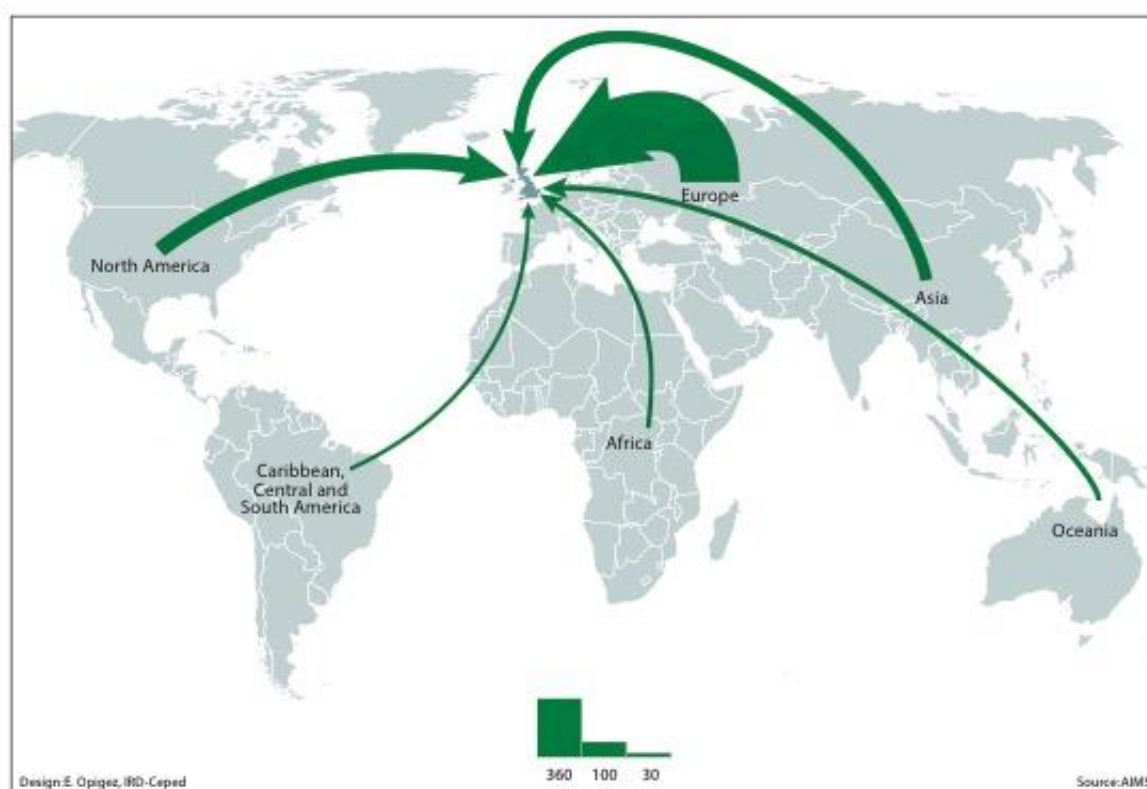 Europe
North America
Asia
Africa
Caribbean,
Central and
South America
Oceania
360 100 30
Design:E. Opigez, IRD-Ceped
Source:AIMS